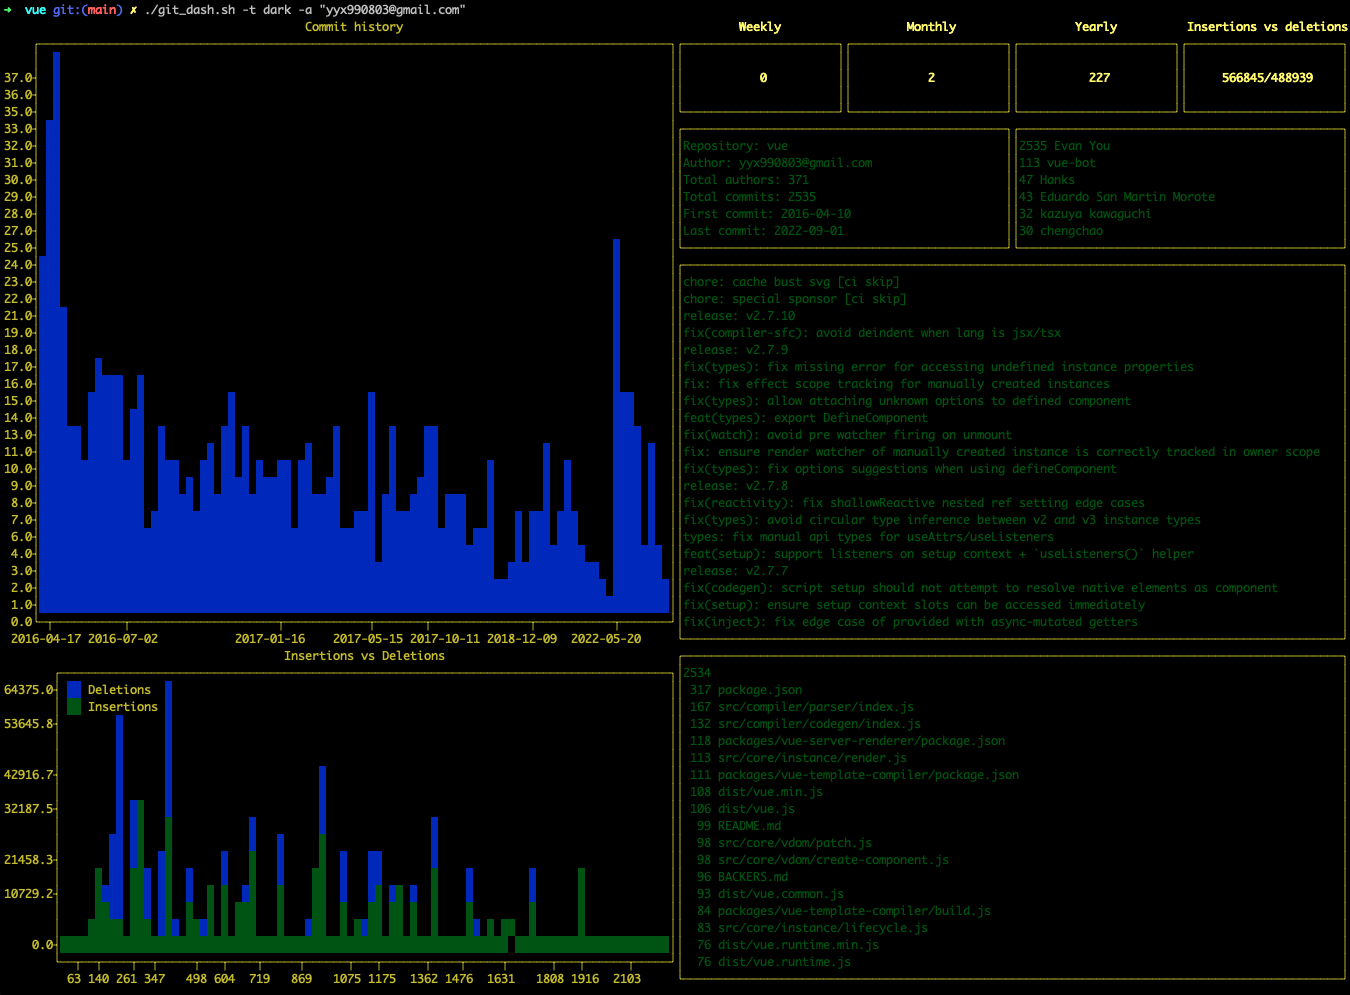 ➜ vue git:(main) ✗ ./git_dash.sh -t dark -a "yyx990803@gmail.com"
Commit history
37.0
36.0
35.0
33.0
32.0
31.0
30.0
29.0
28.0
27.0
25.0
24.0
23.0
22.0
21.0
19.0
18.0
17.0
16.0
15.0
14.0
13.0
11.0
10.0
9.0
8.0
7.0
6.0
4.0
3.0
2.0
1.0
0.0
2016-04-17 2016-07-02 2017-01-16 2017-05-15 2017-10-11 2018-12-09 2022-05-20
Insertions vs Deletions
64375.0
53645.8
42916.7
32187.5
21458.3
10729.2
0.0
Deletions
Insertions
63 140 261 347 498 604 719 869 1075 1175 1362 1476 1631 1808 1916 2103
Weekly Monthly Yearly Insertions vs deletions
0 2 227 566845/488939
Repository: vue
Author: yyx990803@gmail.com
Total authors: 371
Total commits: 2535
First commit: 2016-04-10
Last commit: 2022-09-01
2535 Evan You
113 vue-bot
47 Hanks
43 Eduardo San Martin Morote
32 kazuya kawaguchi
30 chengchao
chore: cache bust svg [ci skip]
chore: special sponsor [ci skip]
release: v2.7.10
fix(compiler-sfc): avoid deindent when lang is jsx/tsx
release: v2.7.9
fix(types): fix missing error for accessing undefined instance properties
fix: fix effect scope tracking for manually created instances
fix(types): allow attaching unknown options to defined component
feat(types): export DefineComponent
fix(watch): avoid pre watcher firing on unmount
fix: ensure render watcher of manually created instance is correctly tracked in owner scope
fix(types): fix options suggestions when using defineComponent
release: v2.7.8
fix(reactivity): fix shallowReactive nested ref setting edge cases
fix(types): avoid circular type inference between v2 and v3 instance types
types: fix manual api types for useAttrs/useListeners
feat(setup): support listeners on setup context + `useListeners()` helper
release: v2.7.7
fix(codegen): script setup should not attempt to resolve native elements as component
fix(setup): ensure setup context slots can be accessed immediately
fix(inject): fix edge case of provided with async-mutated getters
2534
317 package.json
167 src/compiler/parser/index.js
132 src/compiler/codegen/index.js
118 packages/vue-server-renderer/package.json
113 src/core/instance/render.js
111 packages/vue-template-compiler/package.json
108 dist/vue.min.js
106 dist/vue.js
99 README.md
98 src/core/vdom/patch.js
98 src/core/vdom/create-component.js
96 BACKERS.md
93 dist/vue.common.js
84 packages/vue-template-compiler/build.js
83 src/core/instance/lifecycle.js
76 dist/vue.runtime.min.js
76 dist/vue.runtime.js